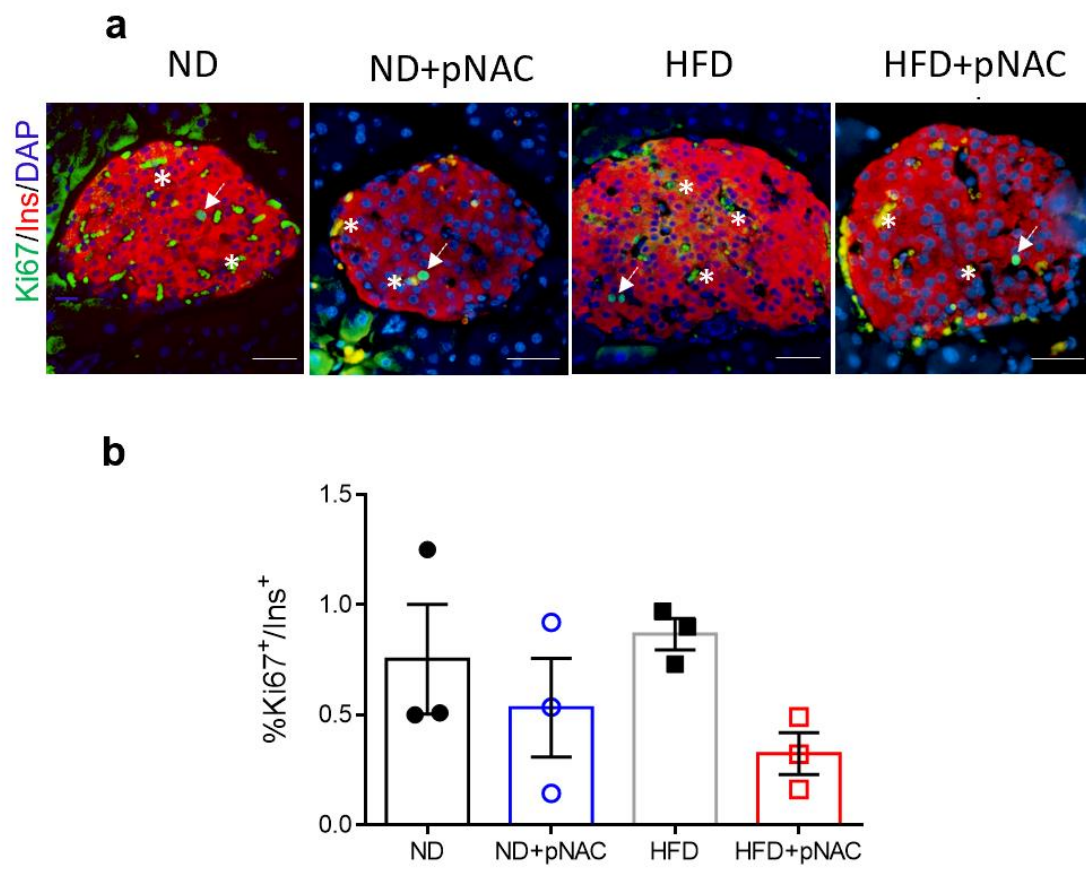 a
ND
ND+pNAC
HFD
HFD+pNAC
Ki67/Ins/DAP
*
*
*
*
*
*
*
*
*
b
%Ki67⁺/Ins⁺
1.5
1.0
0.5
0.0
ND
ND+pNAC
HFD
HFD+pNAC